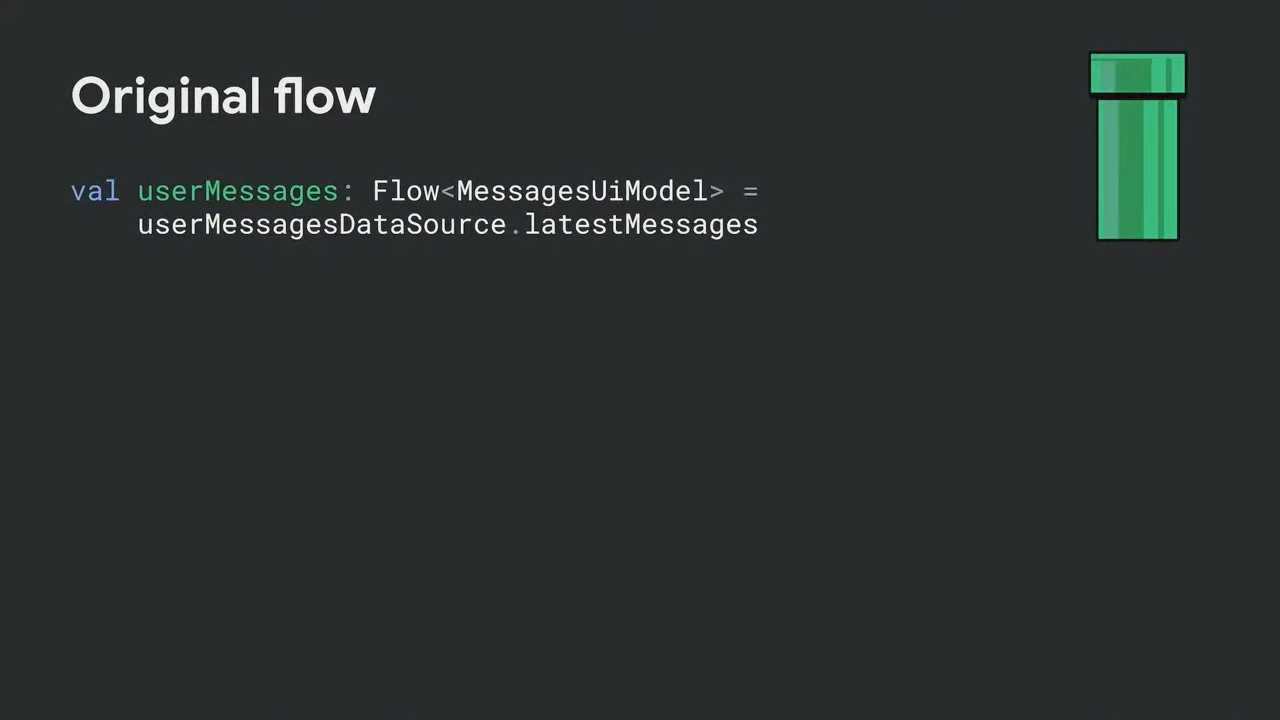 Original flow
val userMessages: Flow<MessagesUiModel> =
userMessagesDataSource.latestMessages